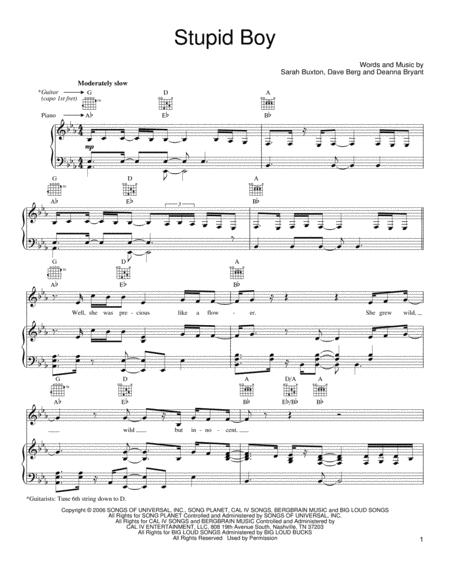 Stupid Boy
Words and Music by
Sarah Buxton, Dave Berg and Deanna Bryant
Moderately slow
*Guitar G D A
(capo 1st fret)
Piano A♭ E♭ B♭
mp
G D A
A♭ E♭ 3 B♭
G D A
A♭ E♭ B♭
Well, she was pre - cious like a flow - er. She grew wild,
G D A D/A A
A♭ E♭ B♭ E♭/B♭ B♭
wild but in - no - cent.
*Guitarists: Tune 6th string down to D.
Copyright © 2006 SONGS OF UNIVERSAL, INC., SONG PLANET, CAL IV SONGS, BERGBRAIN MUSIC and BIG LOUD SONGS
All Rights for SONG PLANET Controlled and Administered by SONGS OF UNIVERSAL, INC.
All Rights for CAL IV SONGS and BERGBRAIN MUSIC Controlled and Administered by
CAL IV ENTERTAINMENT, LLC. 808 19th Avenue South, Nashville, TN 37203
All Rights for BIG LOUD SONGS Controlled and Administered by BIG LOUD BUCKS
All Rights Reserved. Used by Permission
1